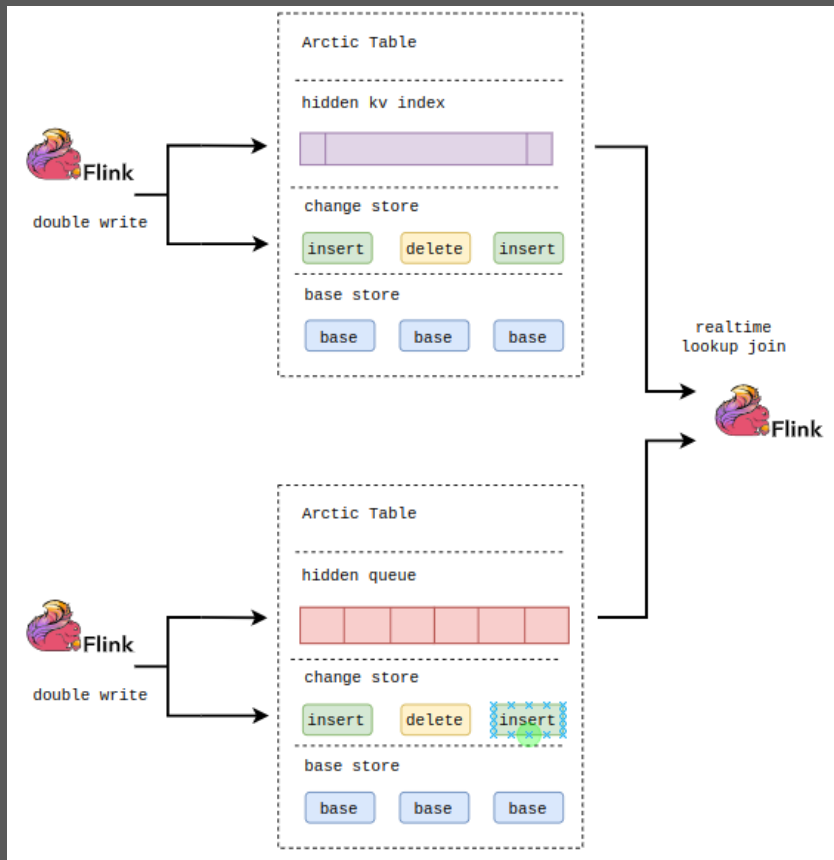 Arctic Table
hidden kv index
Flink
double write
change store
insert delete insert
base store
base base base
realtime
lookup join
Flink
Arctic Table
hidden queue
Flink
double write
change store
insert delete insert
base store
base base base